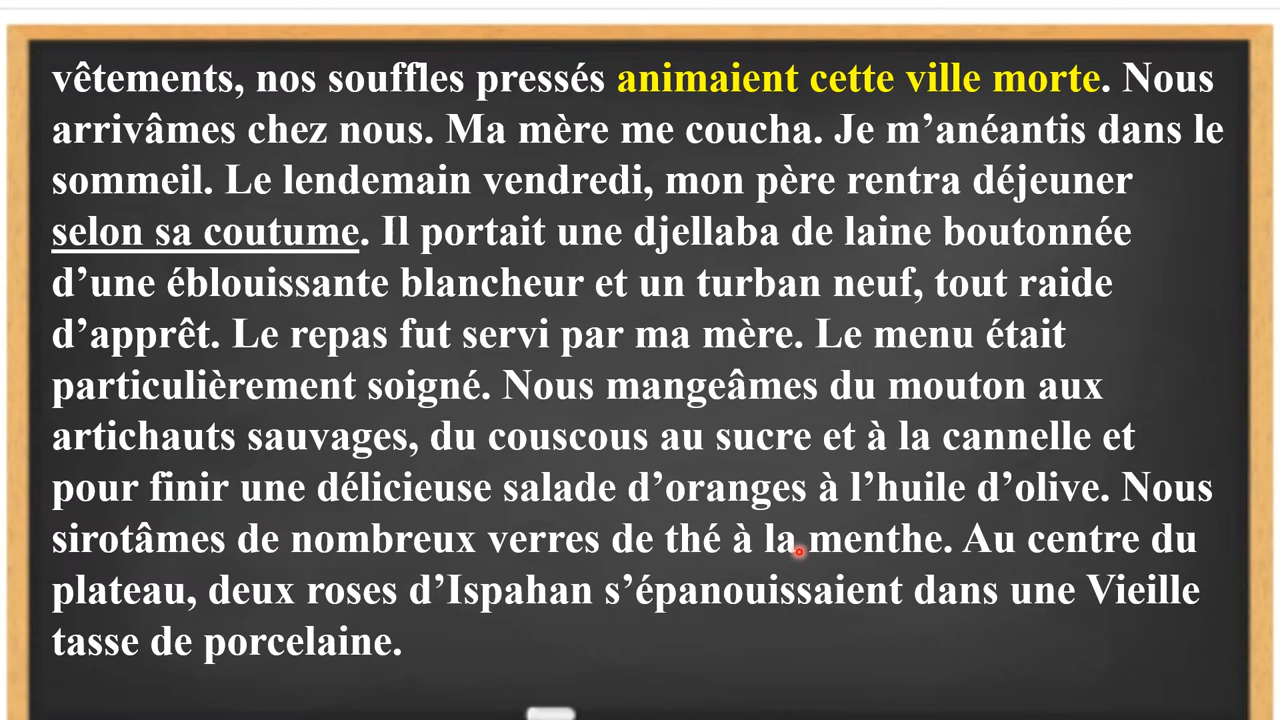 vêtements, nos souffles pressés animaient cette ville morte. Nous
arrivâmes chez nous. Ma mère me coucha. Je m’anéantis dans le
sommeil. Le lendemain vendredi, mon père rentra déjeuner
selon sa coutume. Il portait une djellaba de laine boutonnée
d’une éblouissante blancheur et un turban neuf, tout raide
d’apprêt. Le repas fut servi par ma mère. Le menu était
particulièrement soigné. Nous mangeâmes du mouton aux
artichauts sauvages, du couscous au sucre et à la cannelle et
pour finir une délicieuse salade d’oranges à l’huile d’olive. Nous
sirotâmes de nombreux verres de thé à la menthe. Au centre du
plateau, deux roses d’Ispahan s’épanouissaient dans une Vieille
tasse de porcelaine.